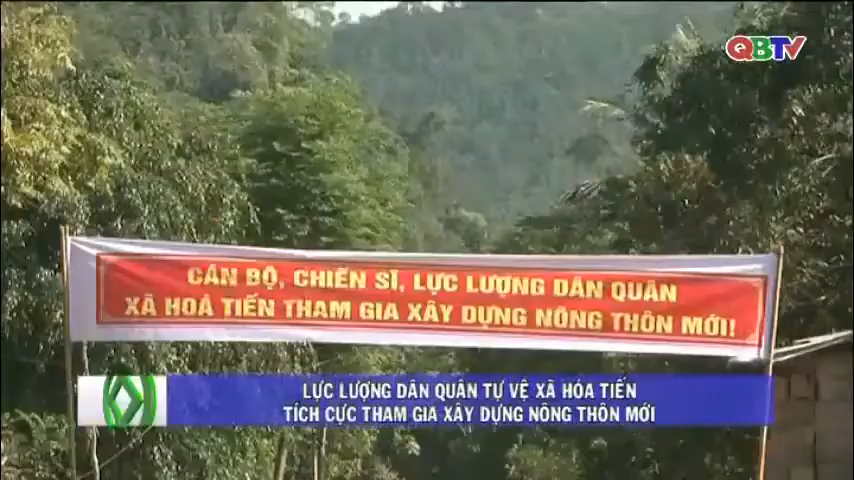 QBTV
CÁN BỘ, CHIẾN SĨ, LỰC LƯỢNG DÂN QUÂN
XÃ HOÁ TIẾN THAM GIA XÂY DỰNG NÔNG THÔN MỚI!
LỰC LƯỢNG DÂN QUÂN TỰ VỆ XÃ HÓA TIẾN
TÍCH CỰC THAM GIA XÂY DỰNG NÔNG THÔN MỚI